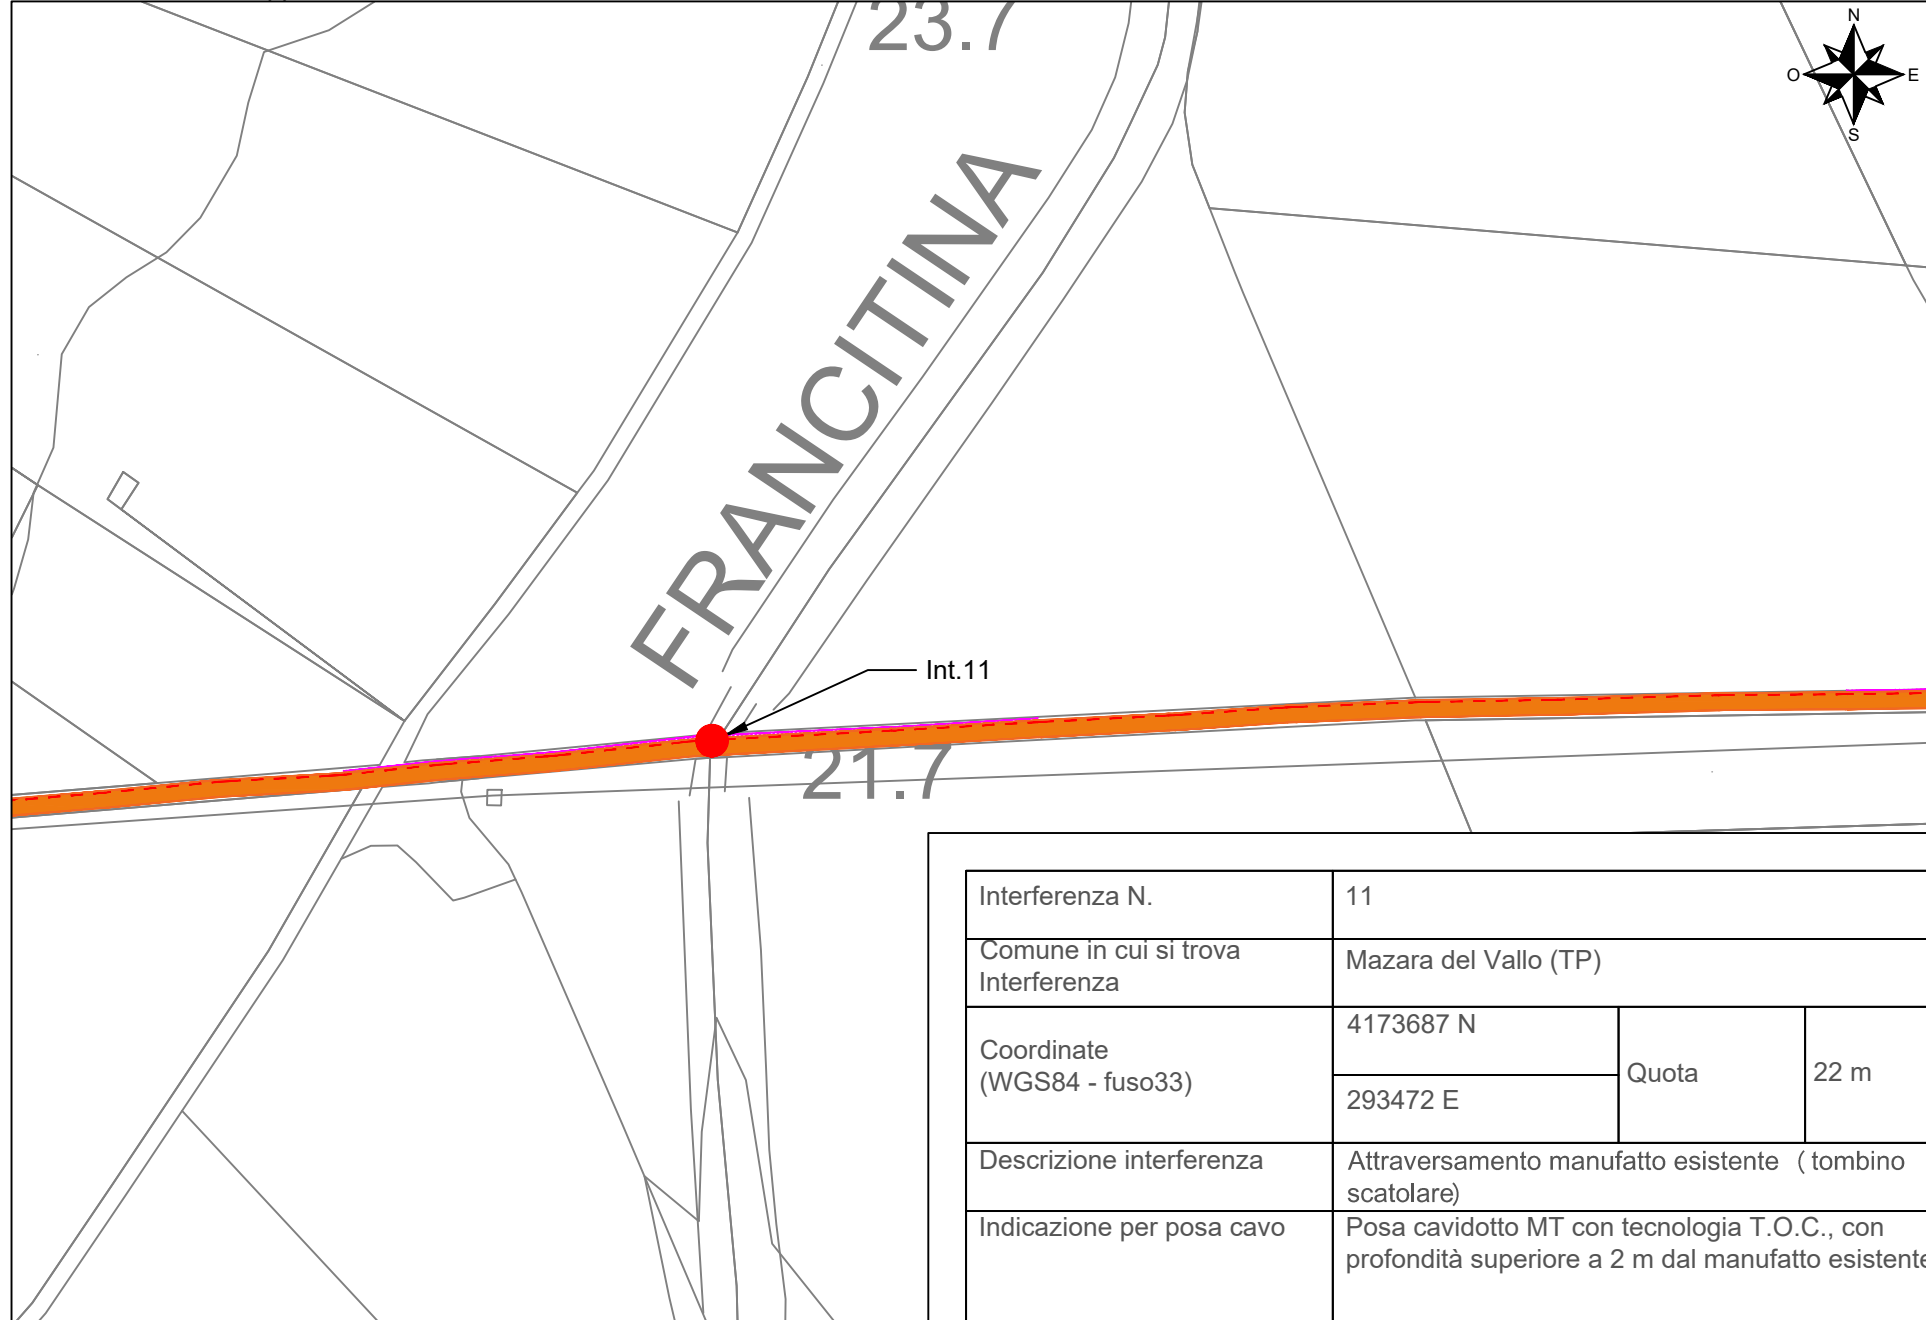 23.7
N
O
E
S
FRANCITINA
Int.11
21.7
Interferenza N.
11
Comune in cui si trova
Interferenza
Mazara del Vallo (TP)
Coordinate
(WGS84 - fuso33)
4173687 N
293472 E
Quota
22 m
Descrizione interferenza
Attraversamento manufatto esistente (tombino
scatolare)
Indicazione per posa cavo
Posa cavidotto MT con tecnologia T.O.C., con
profondità superiore a 2 m dal manufatto esistente